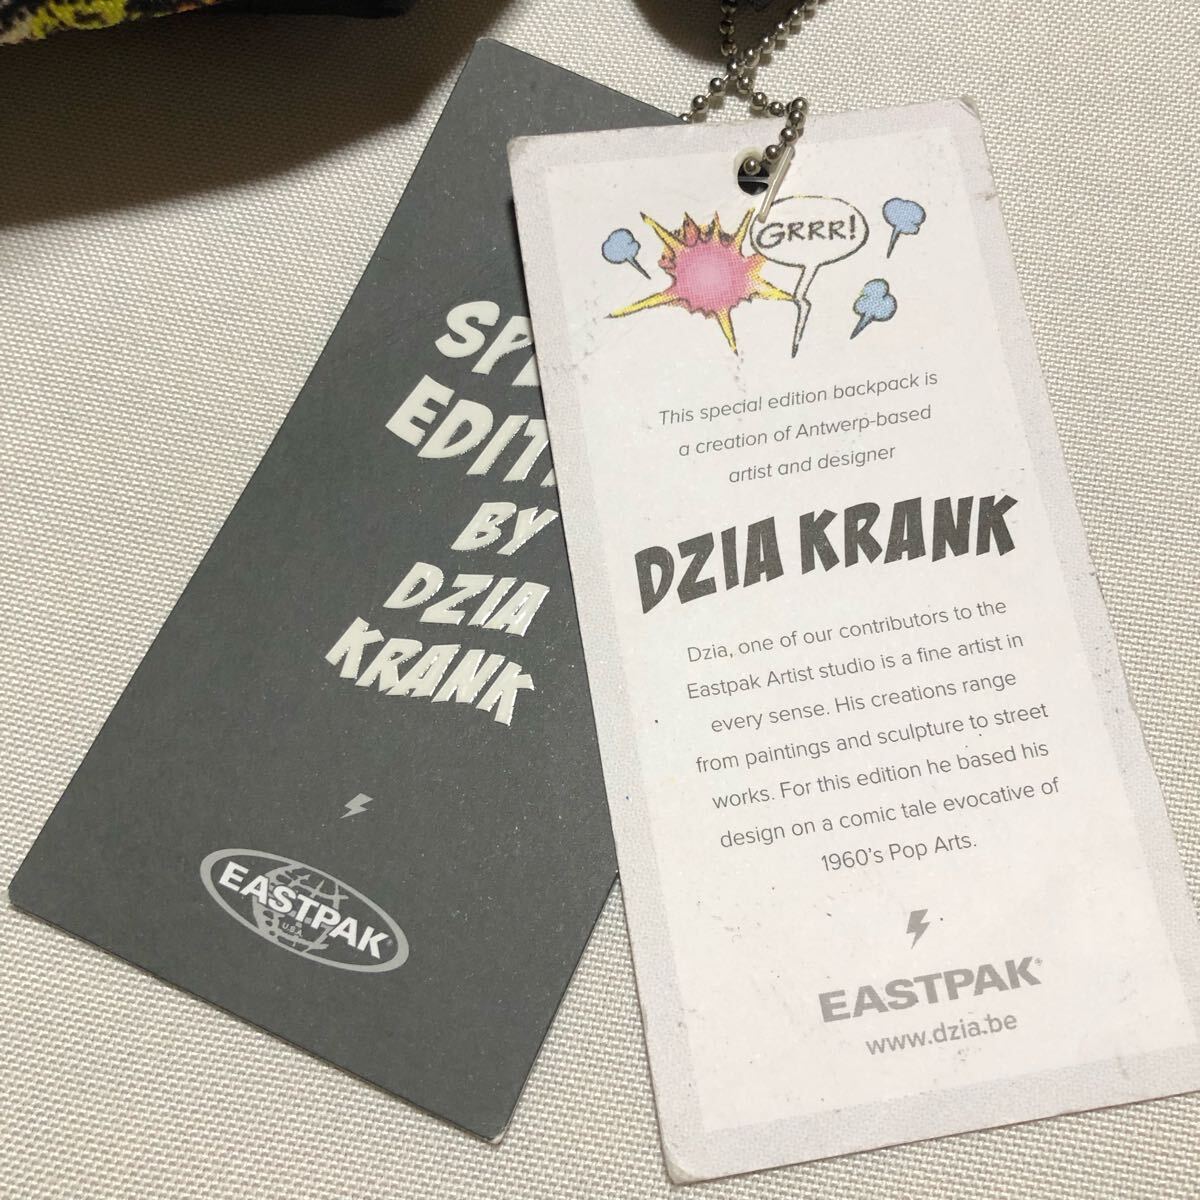 EDIT
BY
DZIA
KRANK
EASTPAK
U.S.A.
GRRR!
This special edition backpack is
a creation of Antwerp-based
artist and designer
DZIA KRANK
Dzia, one of our contributors to the
Eastpak Artist studio is a fine artist in
every sense. His creations range
from paintings and sculpture to street
works. For this edition he based his
design on a comic tale evocative of
1960's Pop Arts.
EASTPAK®
www.dzia.be